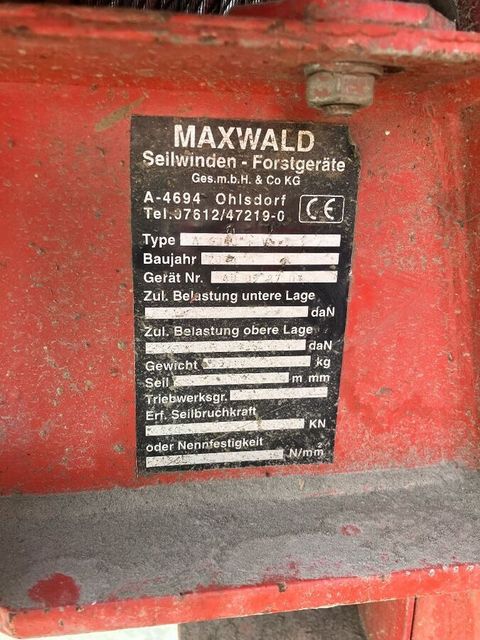 MAXWALD
Seilwinden - Forstgeräte
Ges.m.b.H. & Co KG
A-4694 Ohlsdorf
Tel.07612/47219-0 CE
Type
Baujahr
Gerät Nr.
Zul. Belastung untere Lage
daN
Zul. Belastung obere Lage
daN
Gewicht kg
Seil m mm
Triebwerksgr.
Erf. Seilbruchkraft
KN
oder Nennfestigkeit
N/mm²